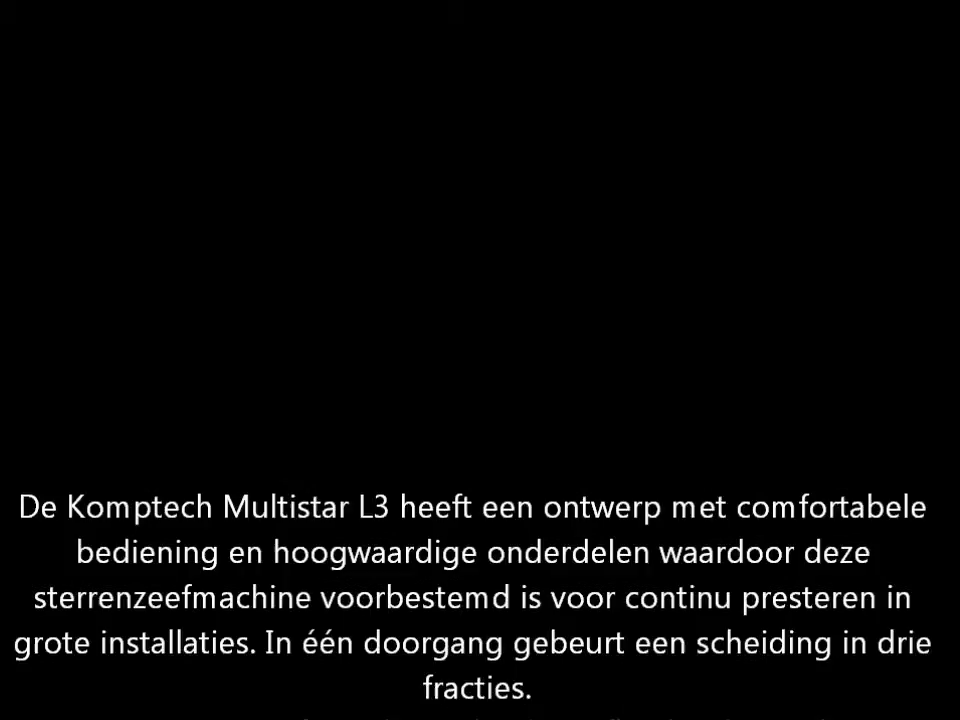 De Komptech Multistar L3 heeft een ontwerp met comfortabele
bediening en hoogwaardige onderdelen waardoor deze
sterrenzeefmachine voorbestemd is voor continu presteren in
grote installaties. In één doorgang gebeurt een scheiding in drie
fracties.